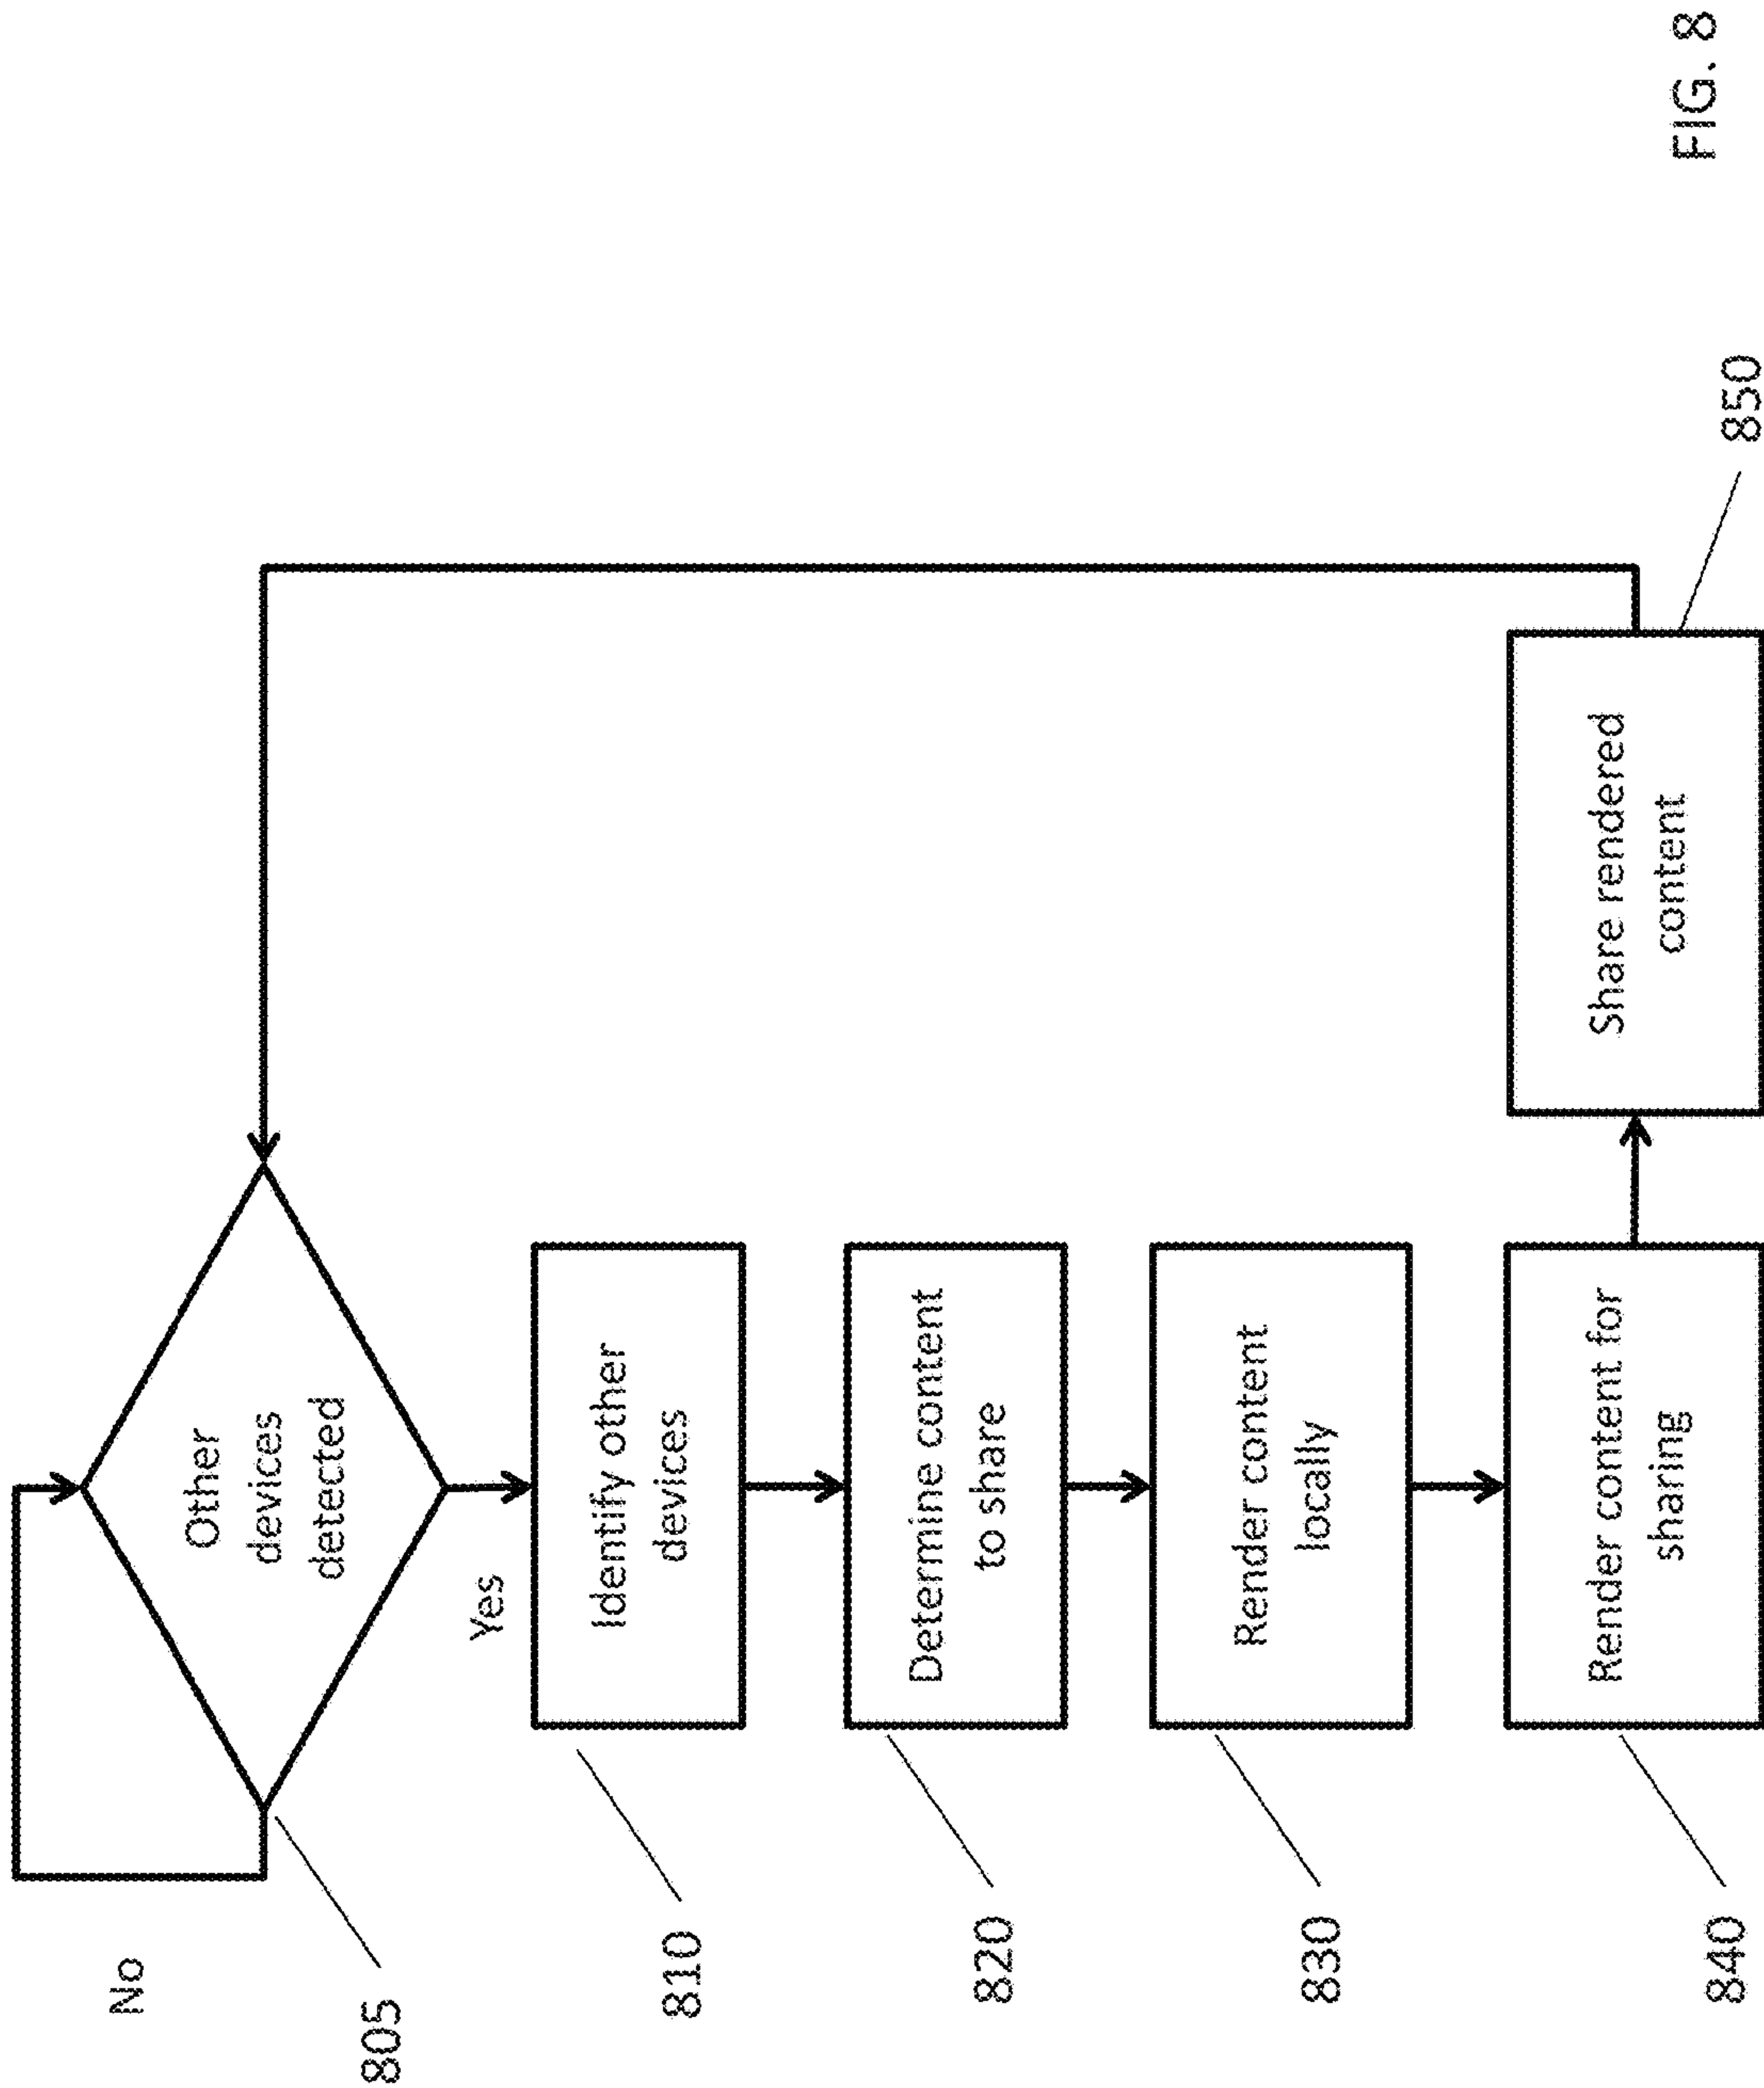 No
805
Other
devices
detected
Yes
810
Identify other
devices
820
Determine content
to share
830
Render content
locally
840
Render content for
sharing
Share rendered
content
850
FIG. 8